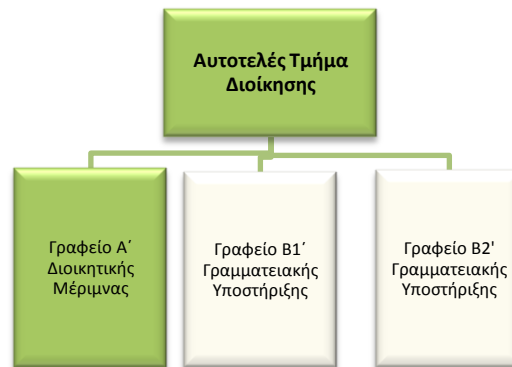 Αυτοτελές Τμήμα
Διοίκησης
Γραφείο Α΄
Διοικητικής
Μέριμνας
Γραφείο Β1΄
Γραμματειακής
Υποστήριξης
Γραφείο Β2'
Γραμματειακής
Υποστήριξης